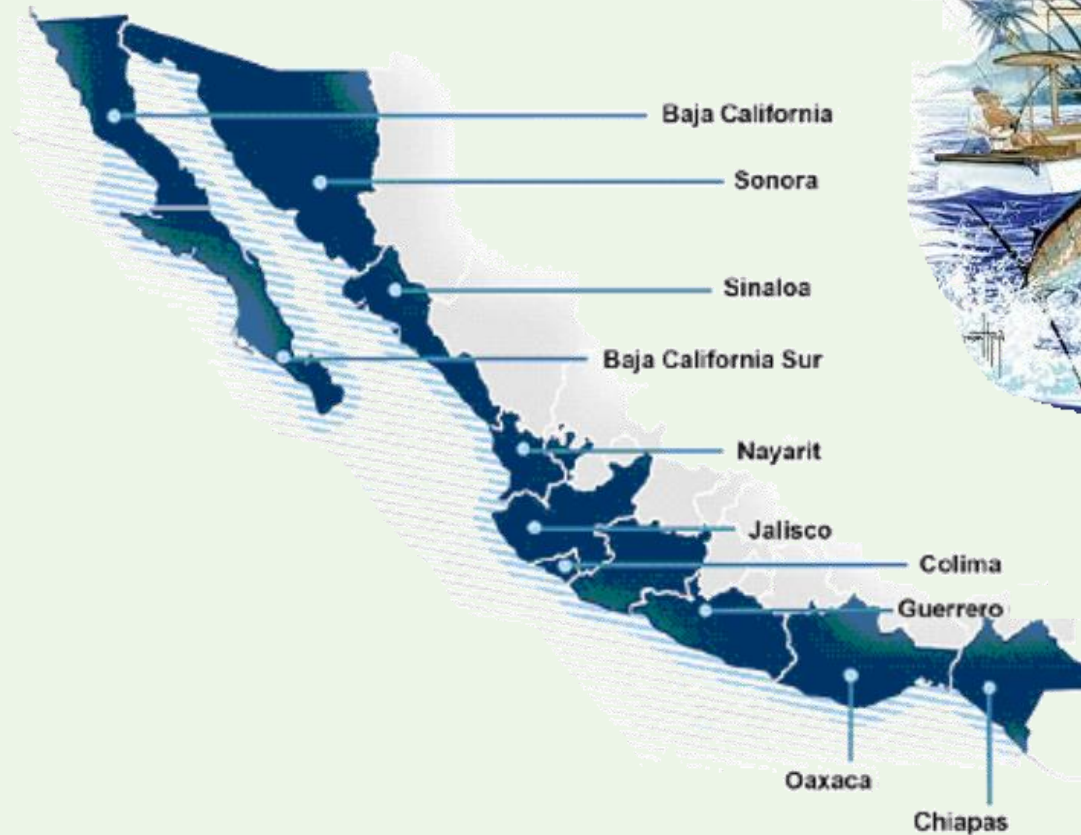 Baja California
Sonora
Sinaloa
Baja California Sur
Nayarit
Jalisco
Colima
Guerrero
Oaxaca
Chiapas